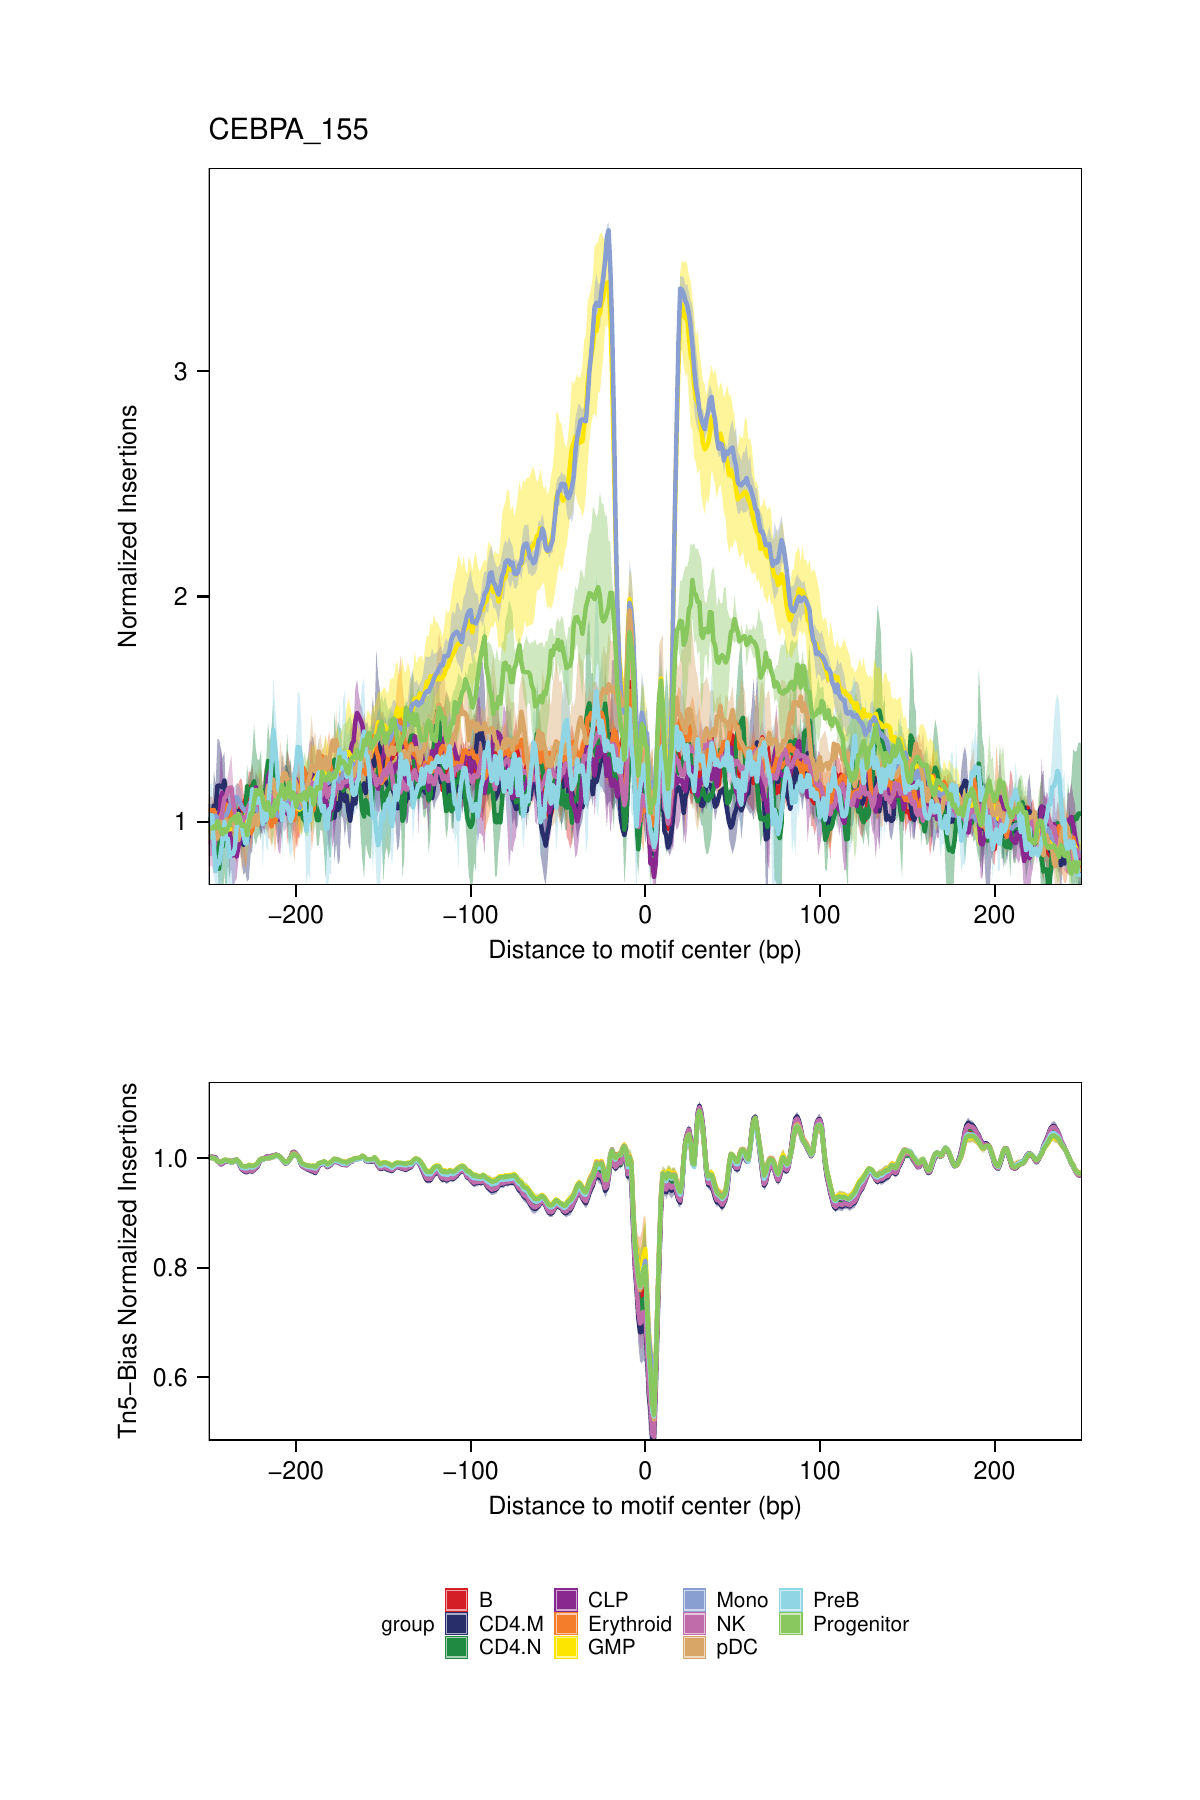 CEBPA_155
Normalized Insertions
3
2
1
−200 −100 0 100 200
Distance to motif center (bp)
Tn5−Bias Normalized Insertions
1.0
0.8
0.6
−200 −100 0 100 200
Distance to motif center (bp)
group
B CLP Mono PreB
CD4.M Erythroid NK Progenitor
CD4.N GMP pDC